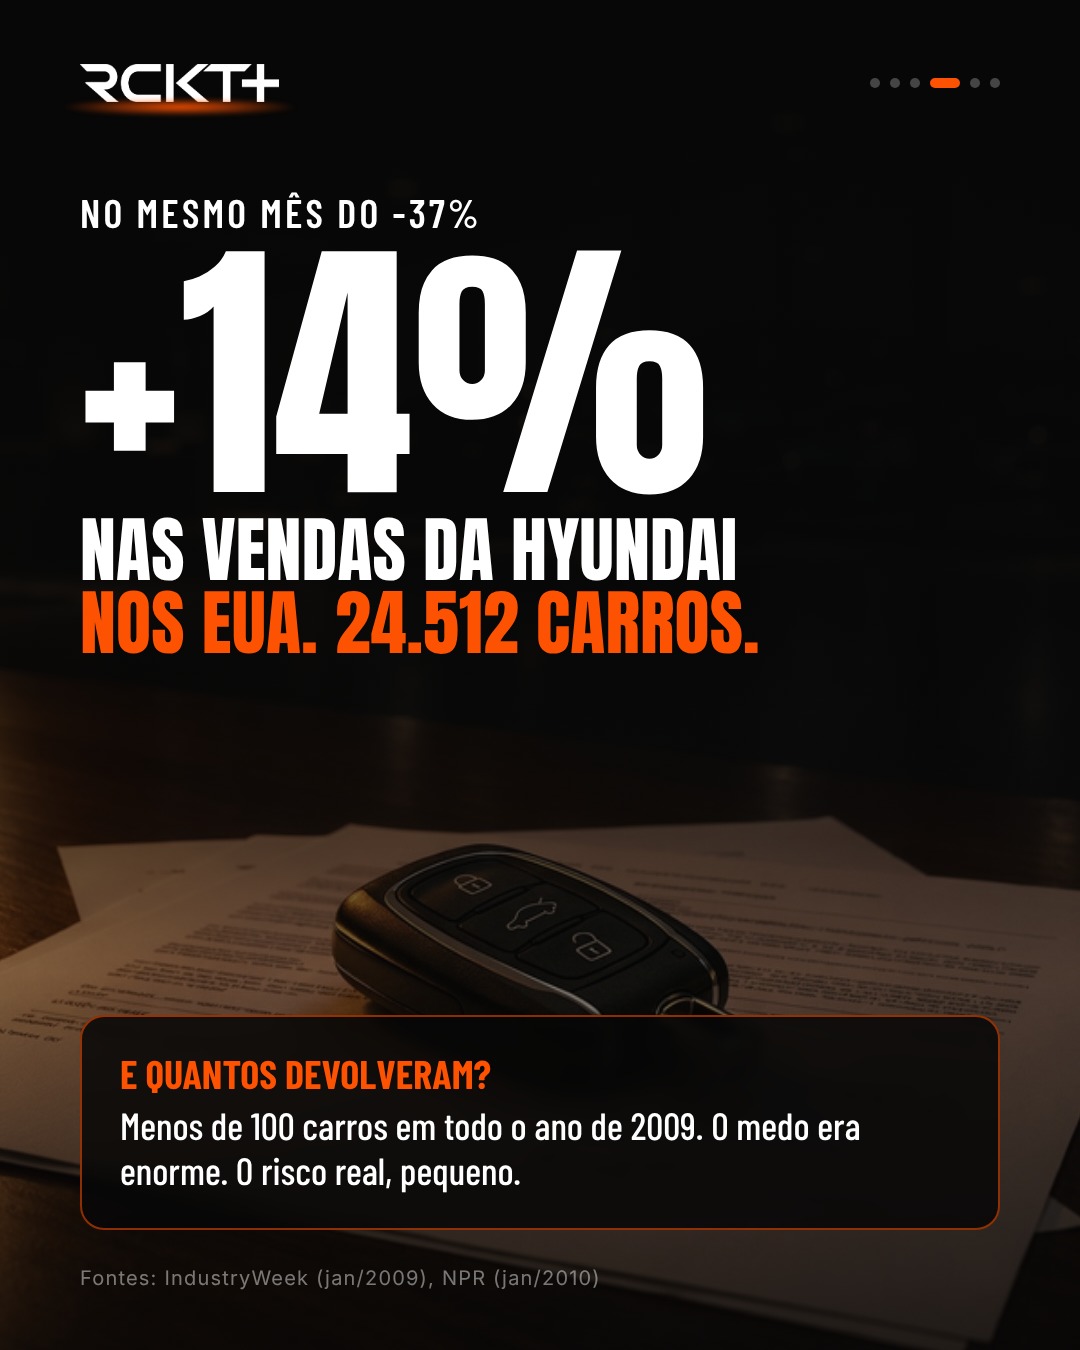 RCKT+
NO MESMO MÊS DO -37%
+14%
NAS VENDAS DA HYUNDAI
NOS EUA. 24.512 CARROS.
E QUANTOS DEVOLVERAM?
Menos de 100 carros em todo o ano de 2009. O medo era
enorme. O risco real, pequeno.
Fontes: IndustryWeek (jan/2009), NPR (jan/2010)